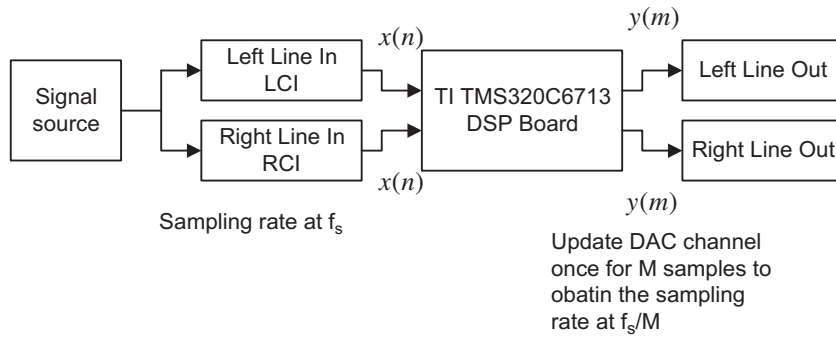 Signal
source
Left Line In
LCI
Right Line In
RCI
x(n)
x(n)
TI TMS320C6713
DSP Board
y(m)
y(m)
Left Line Out
Right Line Out
Sampling rate at fₛ
Update DAC channel
once for M samples to
obatin the sampling
rate at fₛ/M